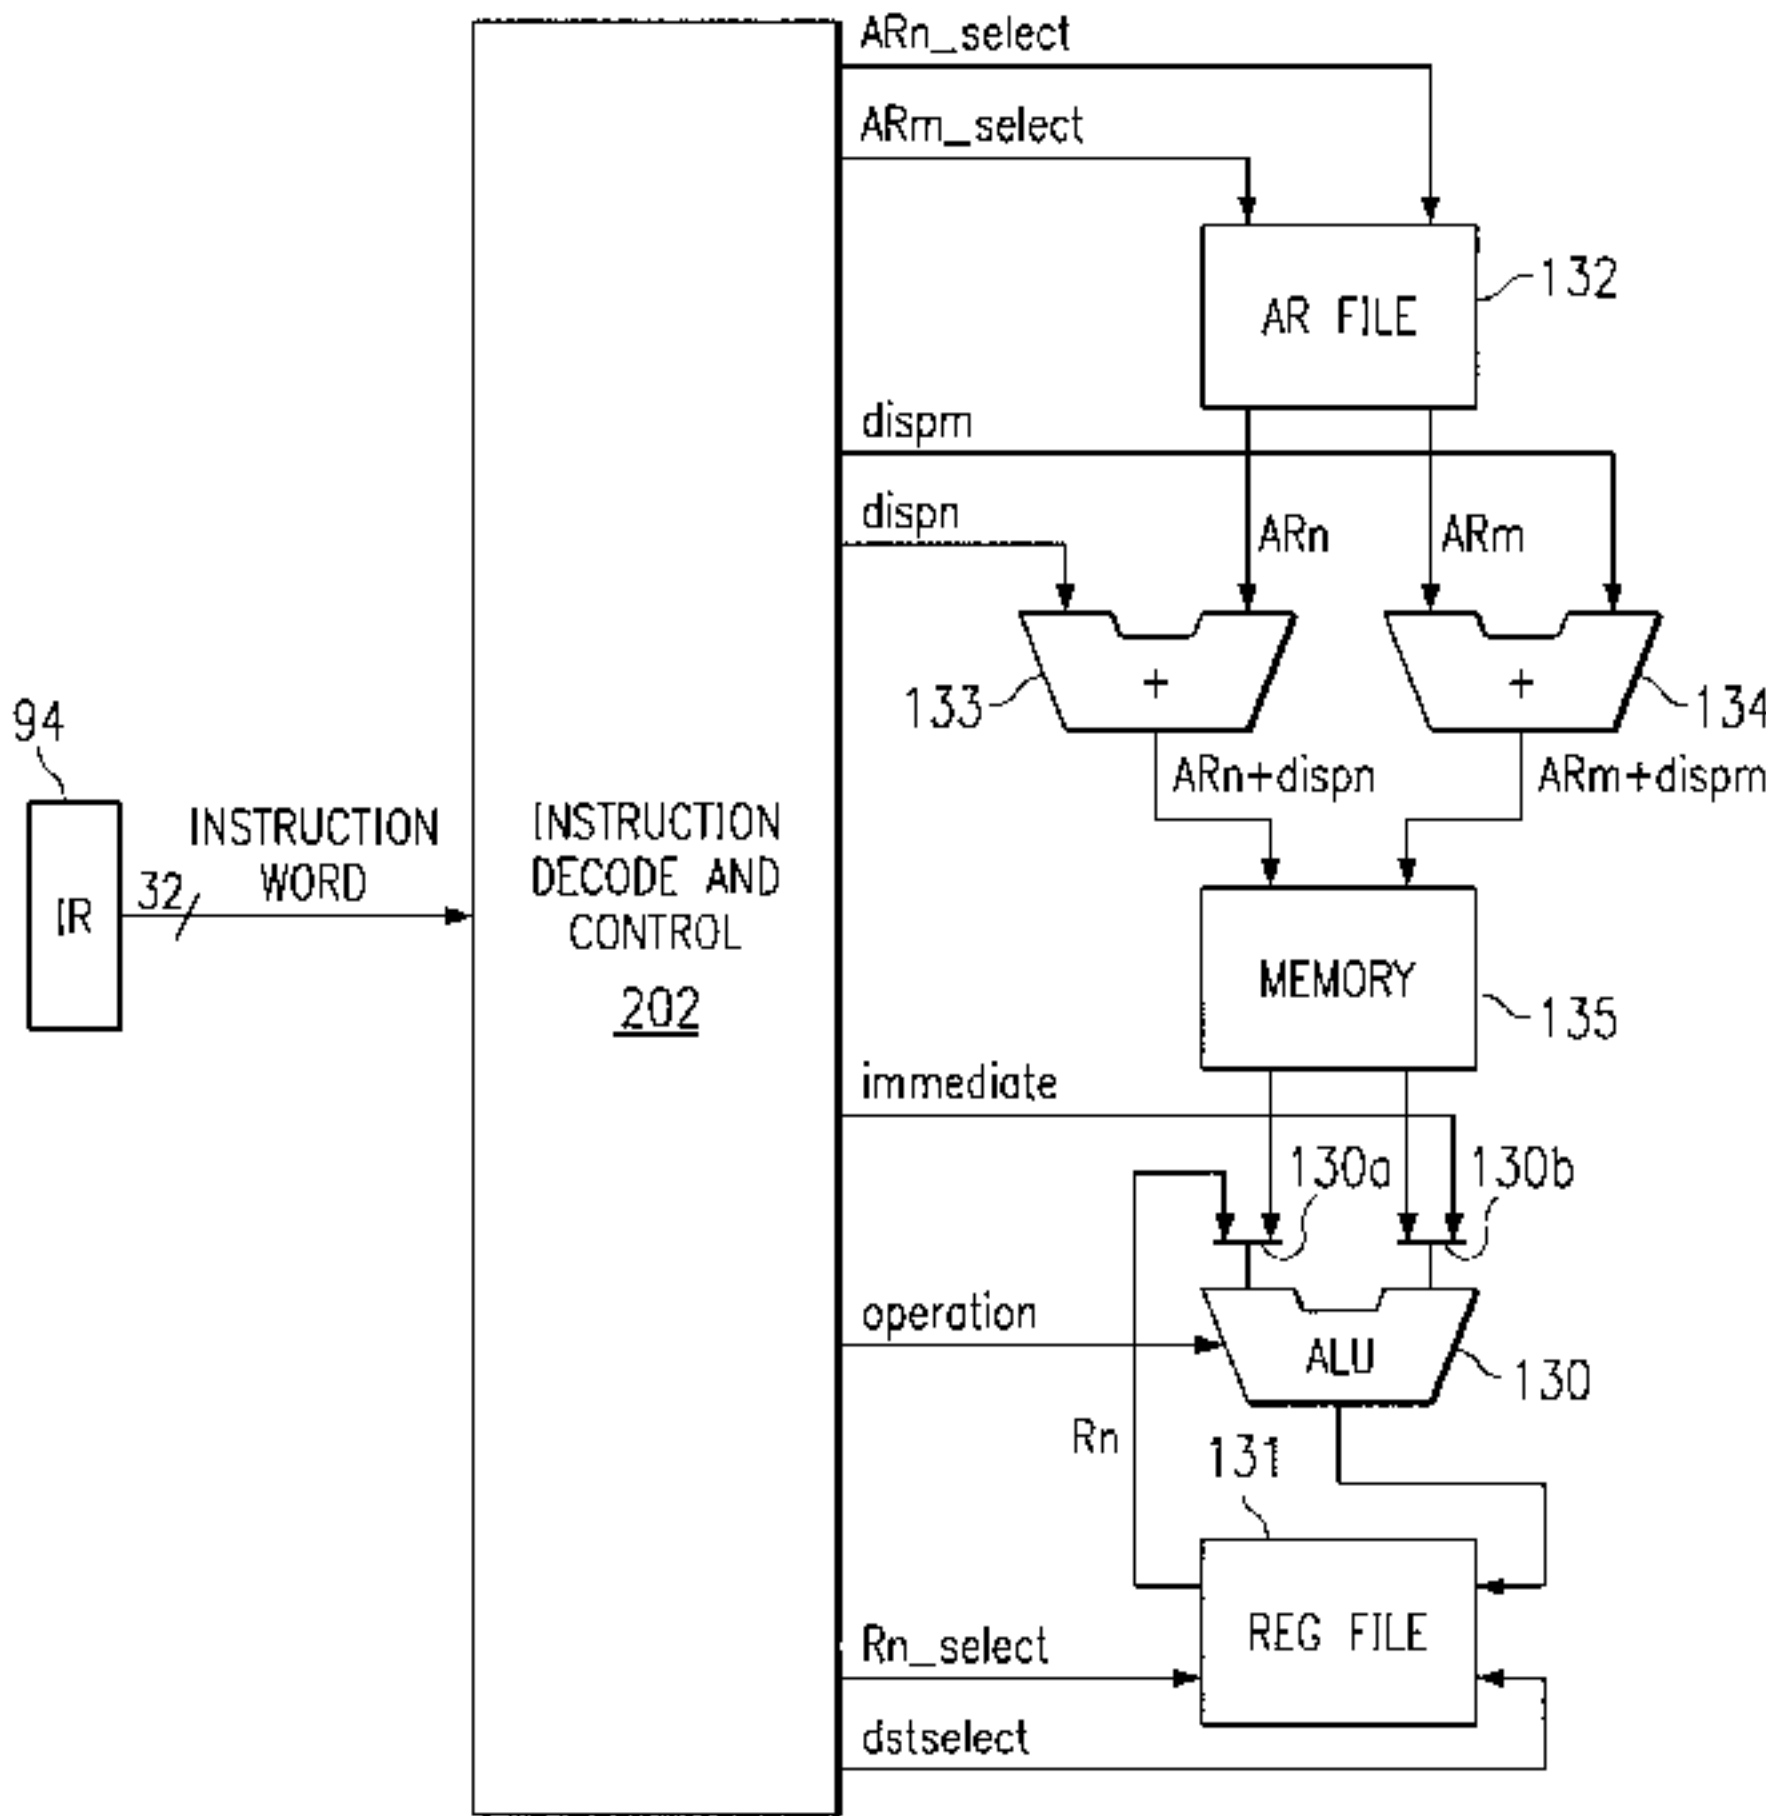 ARn_select
ARm_select
132
AR FILE
dispm
dispn
ARn
ARm
133
+
+
134
94
ARn+dispn
ARm+dispm
IR
32
INSTRUCTION
WORD
INSTRUCTION
DECODE AND
CONTROL
202
MEMORY
135
immediate
130a
130b
operation
ALU
130
Rn
131
REG FILE
Rn_select
dstselect